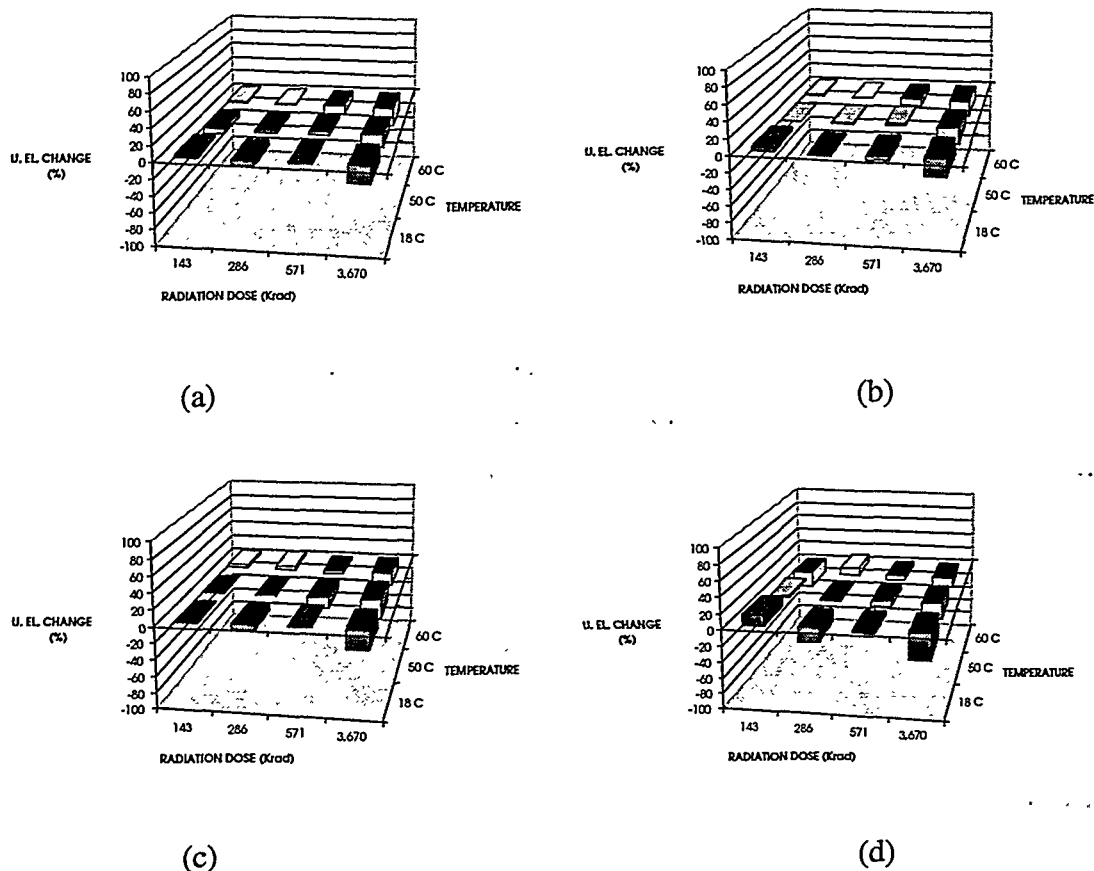 100
80
60
40
20
0
-20
-40
-60
-80
-100
U. EL. CHANGE
(%)
143
286
571
3,670
RADIATION DOSE (Krad)
60 C
50 C
18 C
TEMPERATURE
(a)
100
80
60
40
20
0
-20
-40
-60
-80
-100
U. EL. CHANGE
(%)
143
286
571
3,670
RADIATION DOSE (Krad)
60 C
50 C
18 C
TEMPERATURE
(b)
100
80
60
40
20
0
-20
-40
-60
-80
-100
U. EL. CHANGE
(%)
143
286
571
3,670
RADIATION DOSE (Krad)
60 C
50 C
18 C
TEMPERATURE
(c)
100
80
60
40
20
0
-20
-40
-60
-80
-100
U. EL. CHANGE
(%)
143
286
571
3,670
RADIATION DOSE (Krad)
60 C
50 C
18 C
TEMPERATURE
(d)